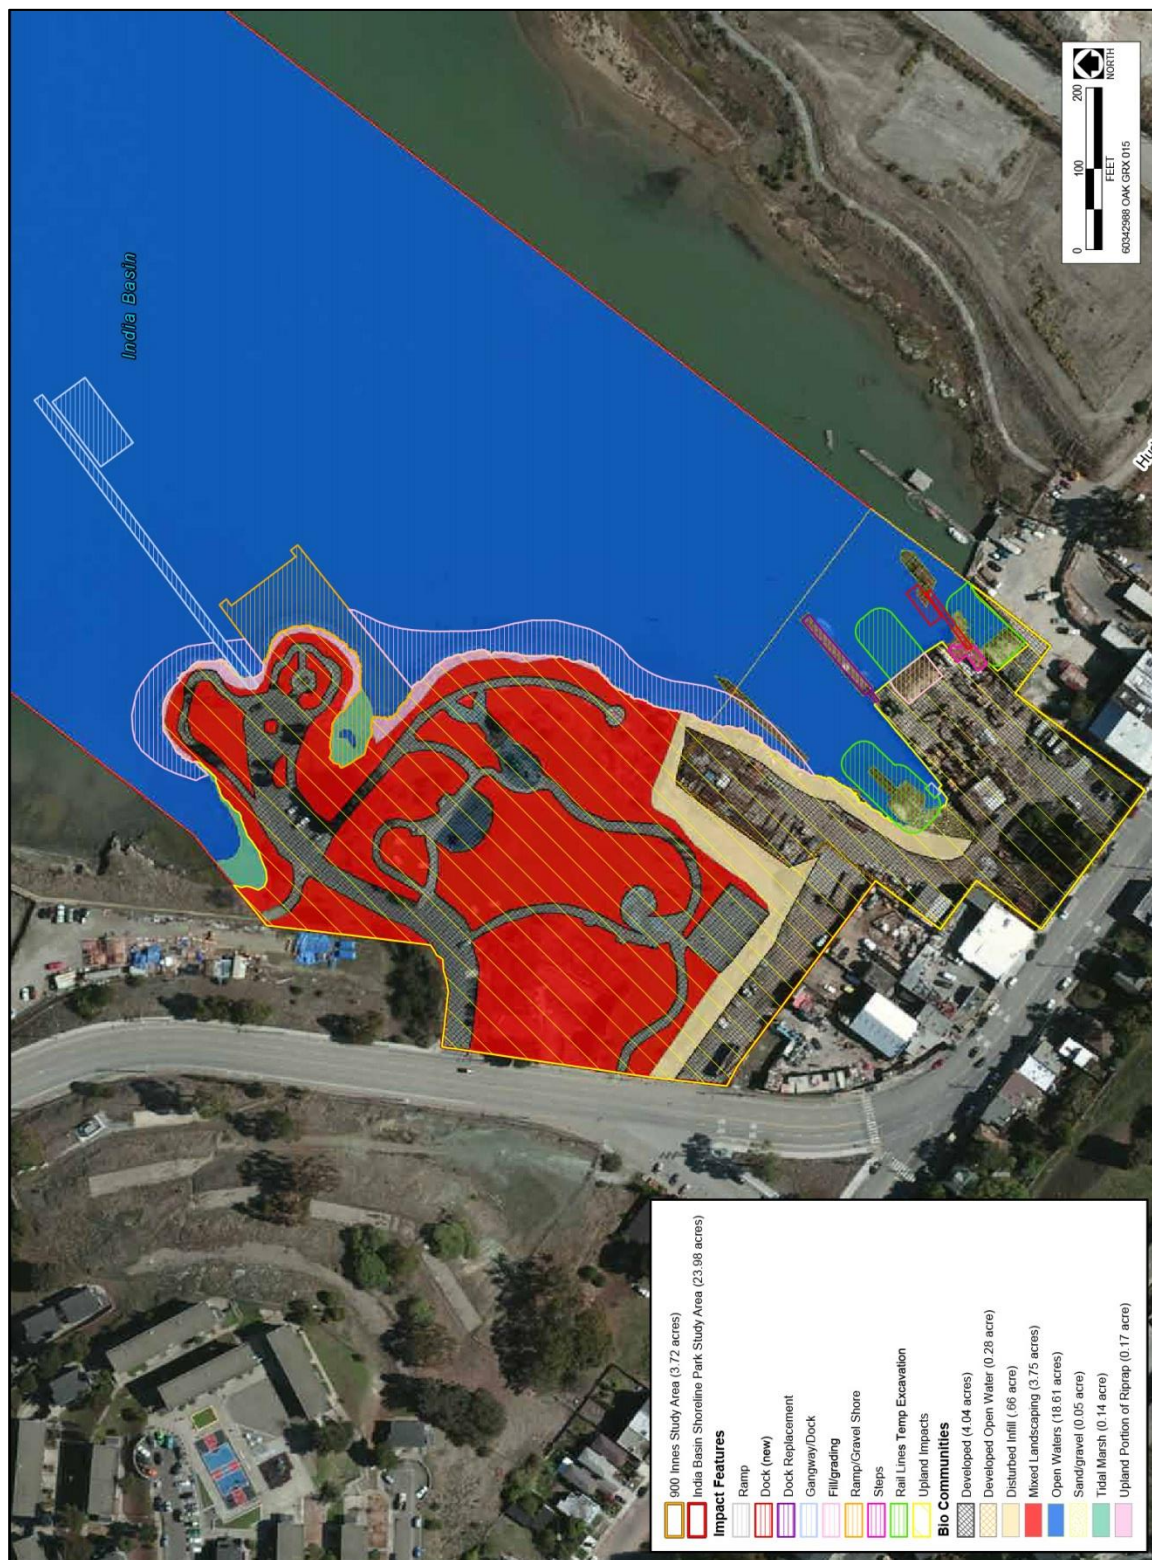 India Basin
Hu
0 100 200
FEET
NORTH
60342988 OAK GRX 015
900 Innes Study Area (3.72 acres)
India Basin Shoreline Park Study Area (23.98 acres)
Impact Features
Ramp
Dock (new)
Dock Replacement
Gangway/Dock
Fill/grading
Ramp/Gravel Shore
Steps
Rail Lines Temp Excavation
Upland Impacts
Bio Communities
Developed (4.04 acres)
Developed Open Water (0.28 acre)
Disturbed Infill (.66 acre)
Mixed Landscaping (3.75 acres)
Open Waters (18.61 acres)
Sand/gravel (0.05 acre)
Tidal Marsh (0.14 acre)
Upland Portion of Riprap (0.17 acre)